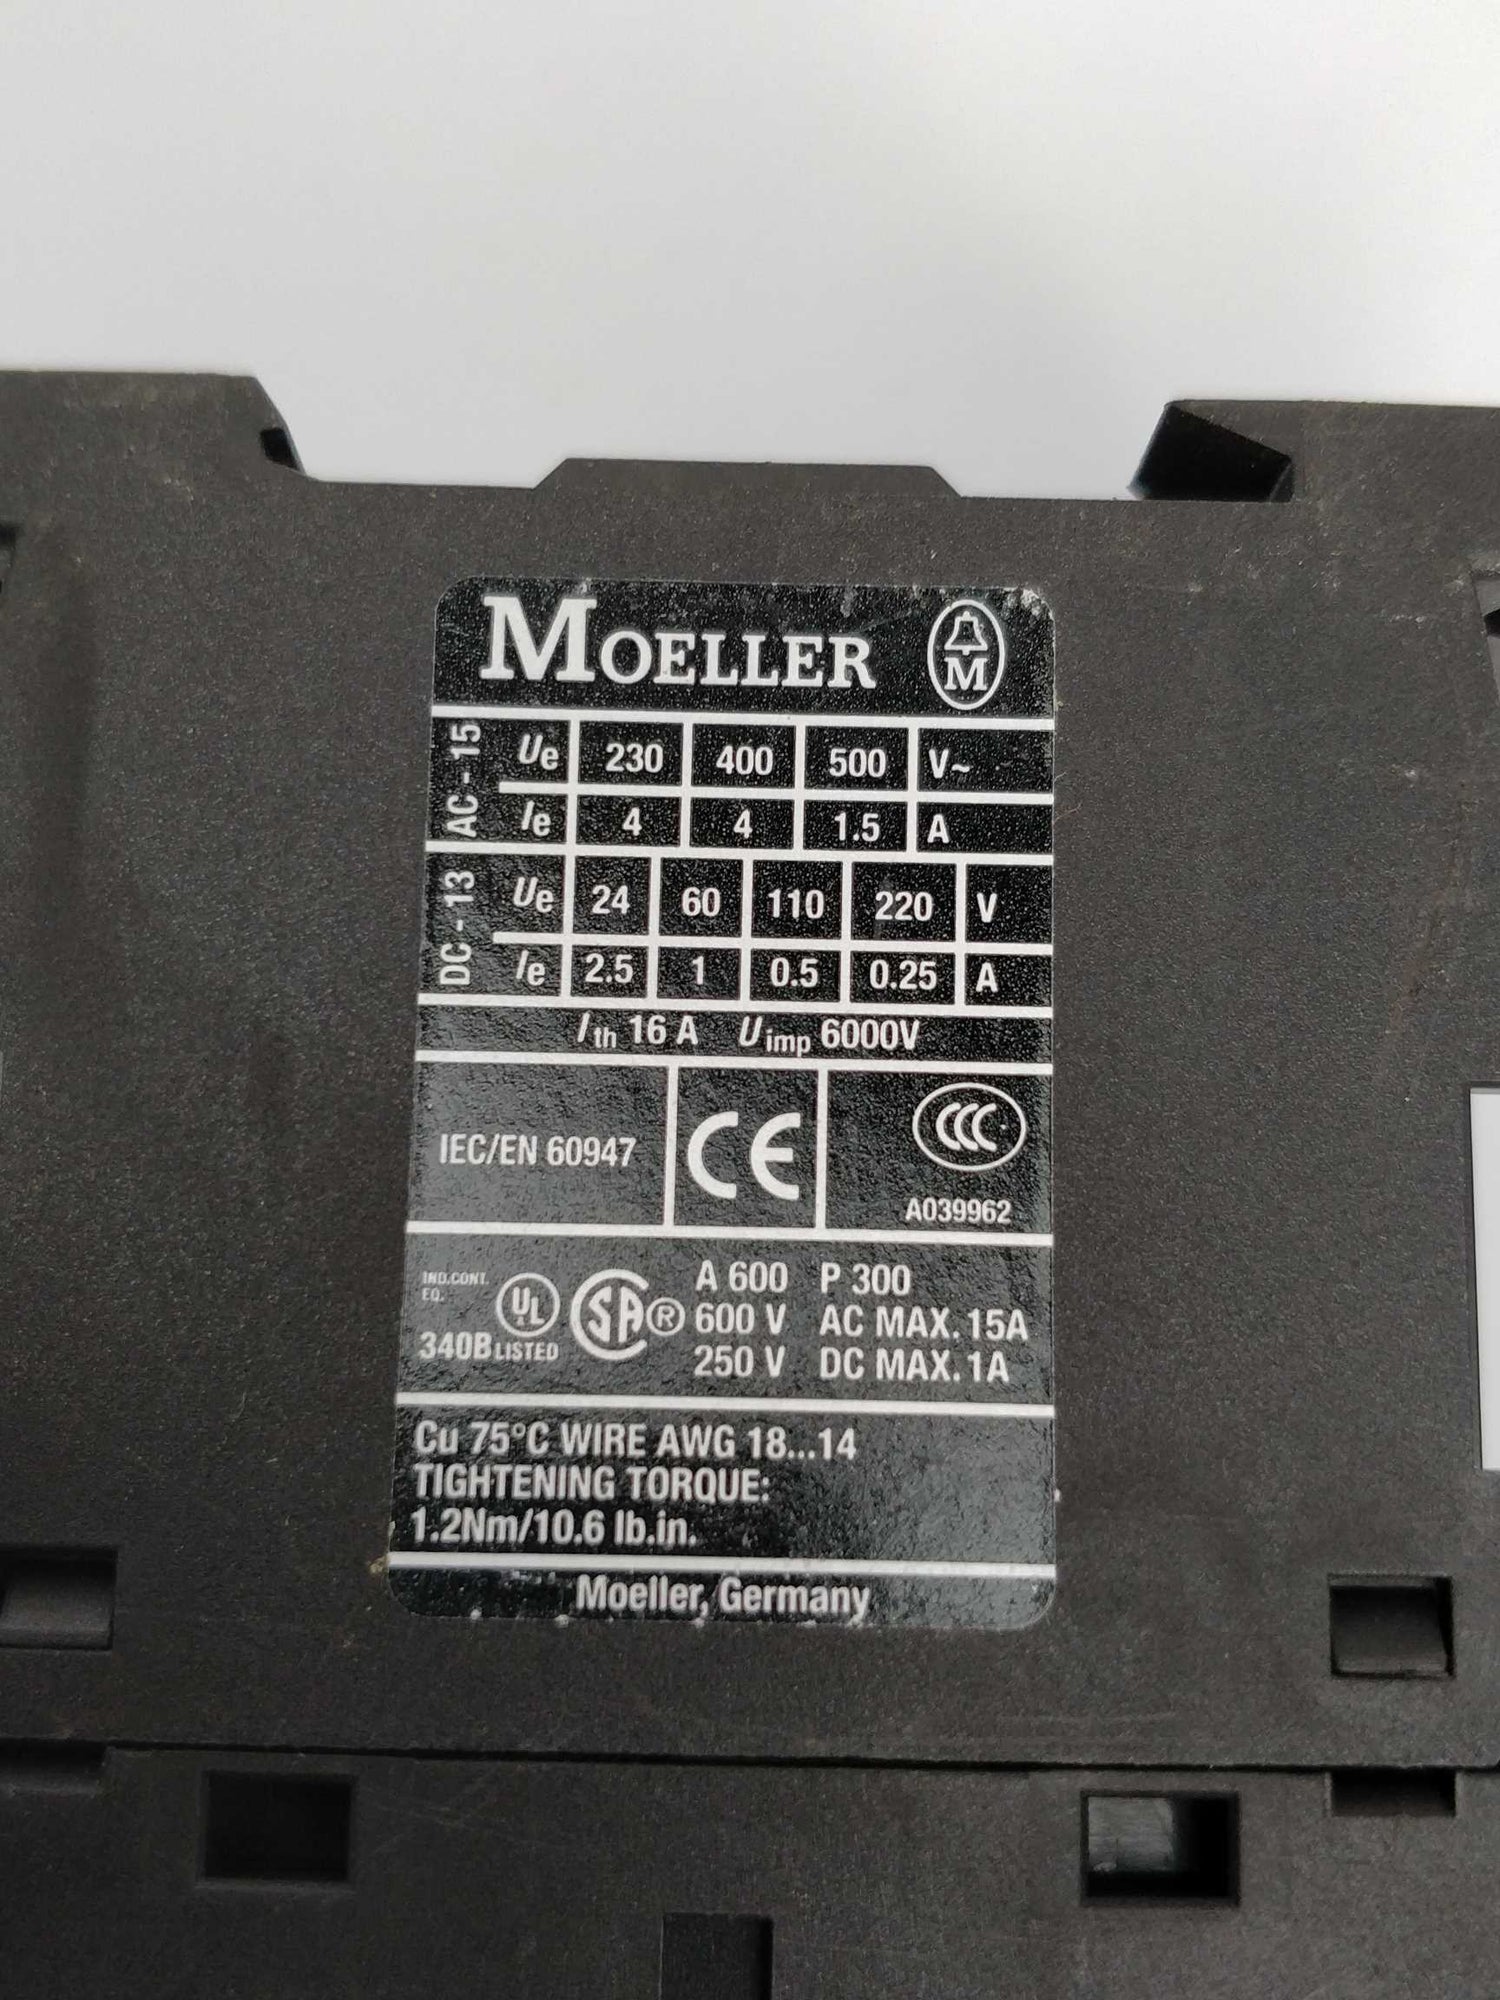 MOELLER M
AC - 15
Ue 230 400 500 V~
Ie 4 4 1.5 A
DC - 13
Ue 24 60 110 220 V
Ie 2.5 1 0.5 0.25 A
Ith 16 A Uimp 6000V
IEC/EN 60947 CE CCC
A039962
IND.CONT.
EQ.
340B UL LISTED SA ®
A 600 P 300
600 V AC MAX. 15A
250 V DC MAX. 1A
Cu 75°C WIRE AWG 18...14
TIGHTENING TORQUE:
1.2Nm/10.6 lb.in.
Moeller, Germany